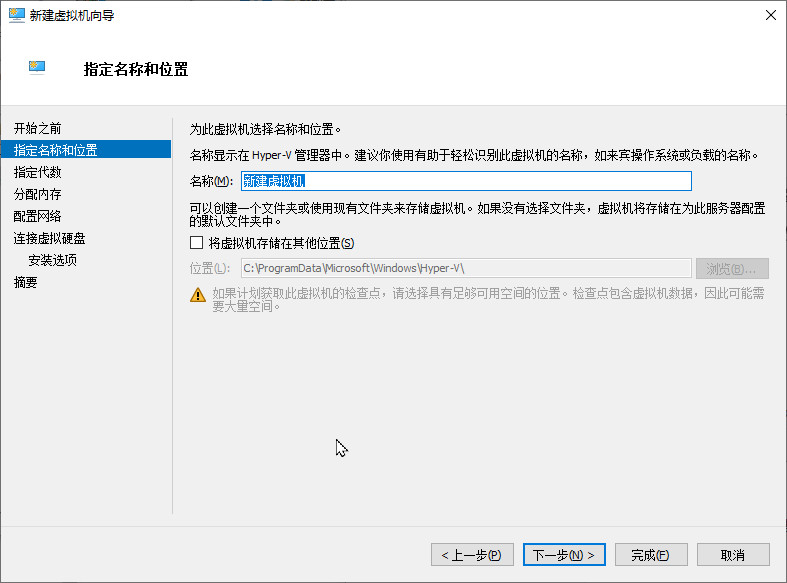 新建虚拟机向导
指定名称和位置
开始之前
指定名称和位置
指定代数
分配内存
配置网络
连接虚拟硬盘
安装选项
摘要
为此虚拟机选择名称和位置。
名称显示在 Hyper-V 管理器中。建议你使用有助于轻松识别此虚拟机的名称，如来宾操作系统或负载的名称。
名称(M): 新建虚拟机
可以创建一个文件夹或使用现有文件夹来存储虚拟机。如果没有选择文件夹，虚拟机将存储在为此服务器配置
的默认文件夹中。
将虚拟机存储在其他位置(S)
位置(L): C:\ProgramData\Microsoft\Windows\Hyper-V\ 浏览(B)...
如果计划获取此虚拟机的检查点，请选择具有足够可用空间的位置。检查点包含虚拟机数据，因此可能需
要大量空间。
< 上一步(P) 下一步(N) > 完成(F) 取消